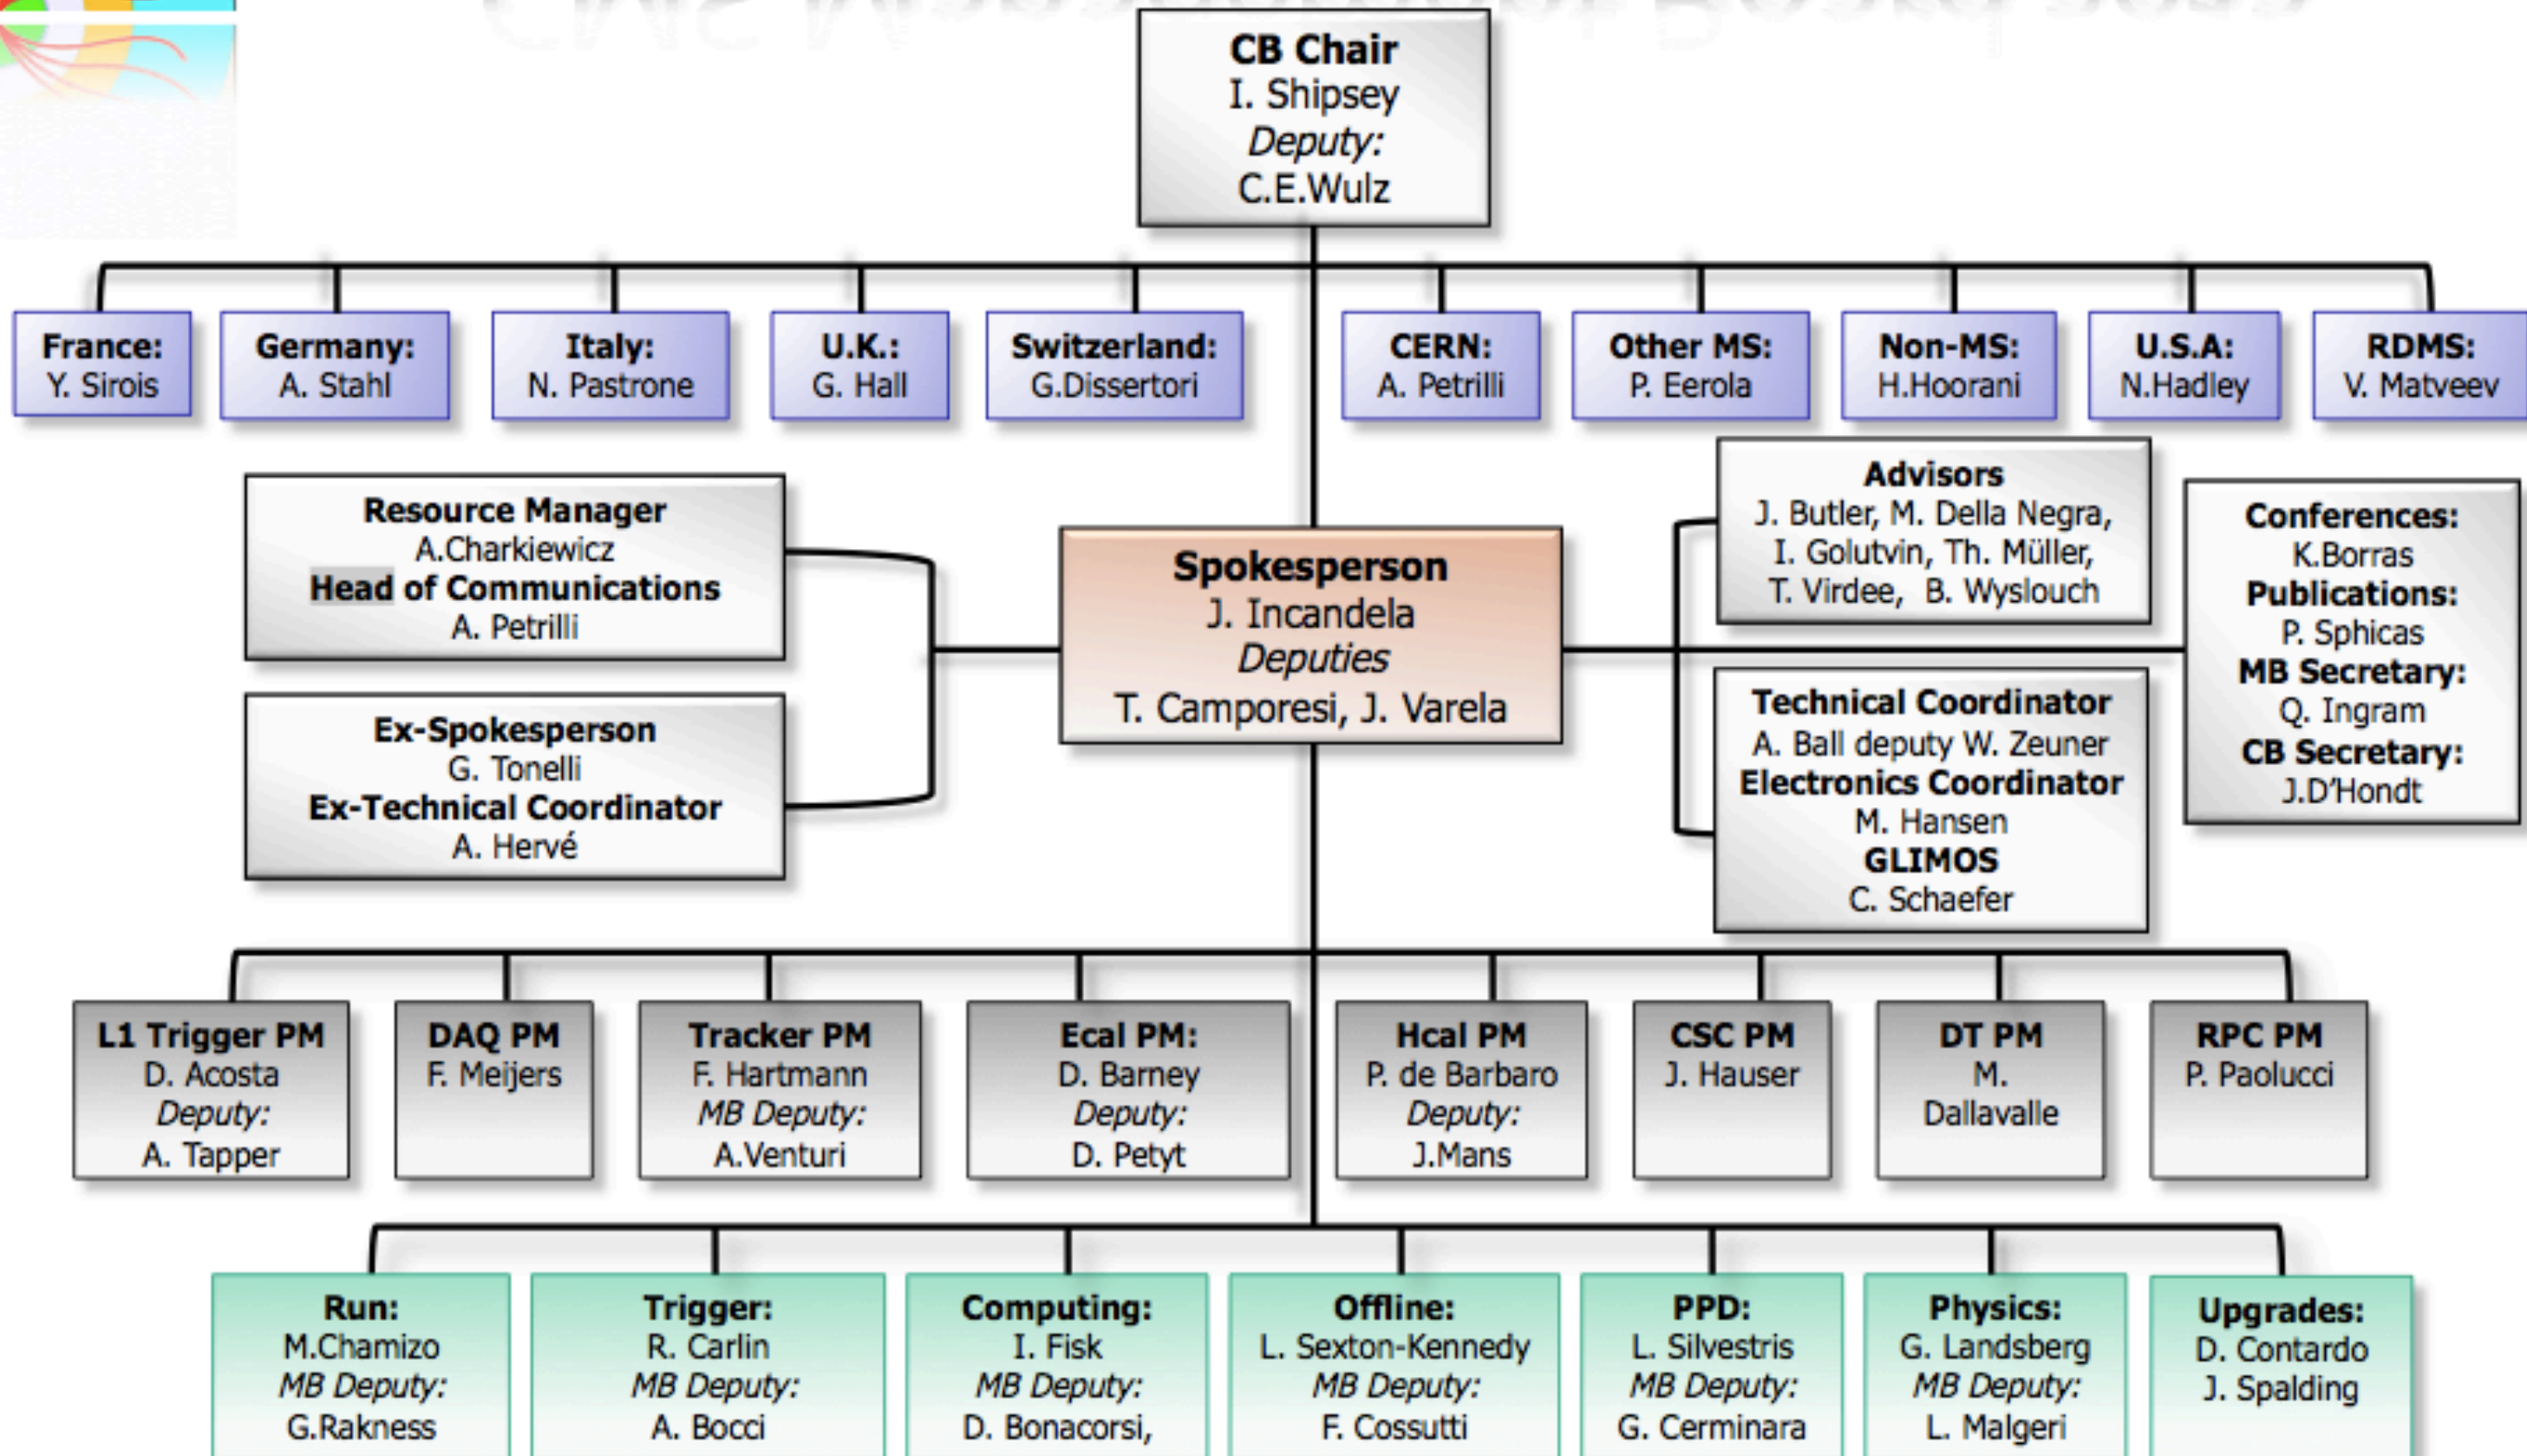 CB Chair
I. Shipsey
Deputy:
C.E.Wulz
France:
Y. Sirois
Germany:
A. Stahl
Italy:
N. Pastrone
U.K.:
G. Hall
Switzerland:
G.Dissertori
CERN:
A. Petrilli
Other MS:
P. Eerola
Non-MS:
H.Hoorani
U.S.A:
N.Hadley
RDMS:
V. Matveev
Resource Manager
A.Charkiewicz
Head of Communications
A. Petrilli
Ex-Spokesperson
G. Tonelli
Ex-Technical Coordinator
A. Hervé
Spokesperson
J. Incandela
Deputies
T. Camporesi, J. Varela
Advisors
J. Butler, M. Della Negra,
I. Golutvin, Th. Müller,
T. Virdee, B. Wyslouch
Technical Coordinator
A. Ball deputy W. Zeuner
Electronics Coordinator
M. Hansen
GLIMOS
C. Schaefer
Conferences:
K.Borras
Publications:
P. Sphicas
MB Secretary:
Q. Ingram
CB Secretary:
J.D'Hondt
L1 Trigger PM
D. Acosta
Deputy:
A. Tapper
DAQ PM
F. Meijers
Tracker PM
F. Hartmann
MB Deputy:
A.Venturi
Ecal PM:
D. Barney
Deputy:
D. Petyt
Hcal PM
P. de Barbaro
Deputy:
J.Mans
CSC PM
J. Hauser
DT PM
M.
Dallavalle
RPC PM
P. Paolucci
Run:
M.Chamizo
MB Deputy:
G.Rakness
Trigger:
R. Carlin
MB Deputy:
A. Bocci
Computing:
I. Fisk
MB Deputy:
D. Bonacorsi,
Offline:
L. Sexton-Kennedy
MB Deputy:
F. Cossutti
PPD:
L. Silvestris
MB Deputy:
G. Cerminara
Physics:
G. Landsberg
MB Deputy:
L. Malgeri
Upgrades:
D. Contardo
J. Spalding